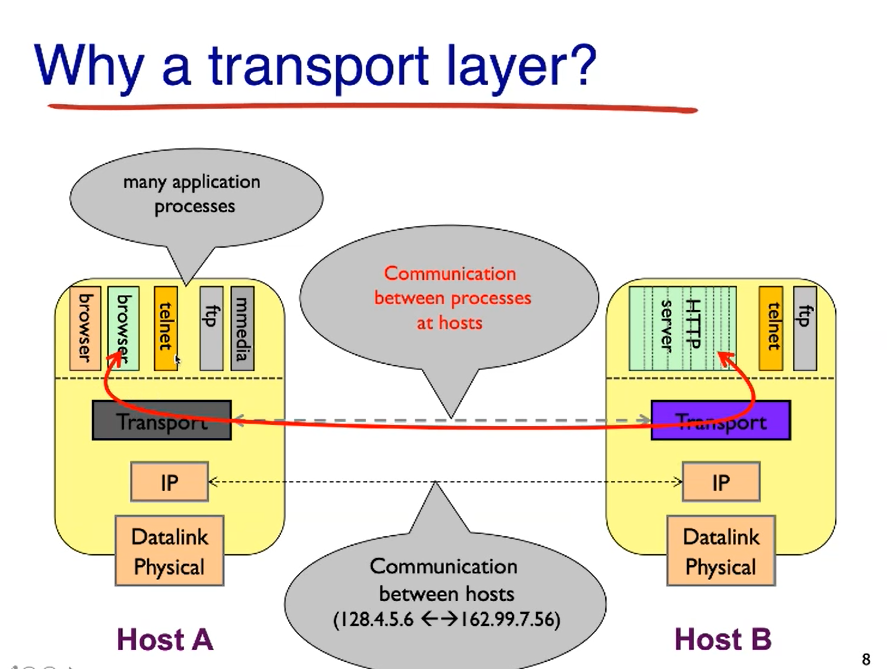 Why a transport layer?
many application
processes
Communication
between processes
at hosts
browser
browser
telnet
ftp
mmedia
HTTP
server
telnet
ftp
Transport
Transport
IP
IP
Datalink
Physical
Datalink
Physical
Communication
between hosts
(128.4.5.6 ←→162.99.7.56)
Host A
Host B
8